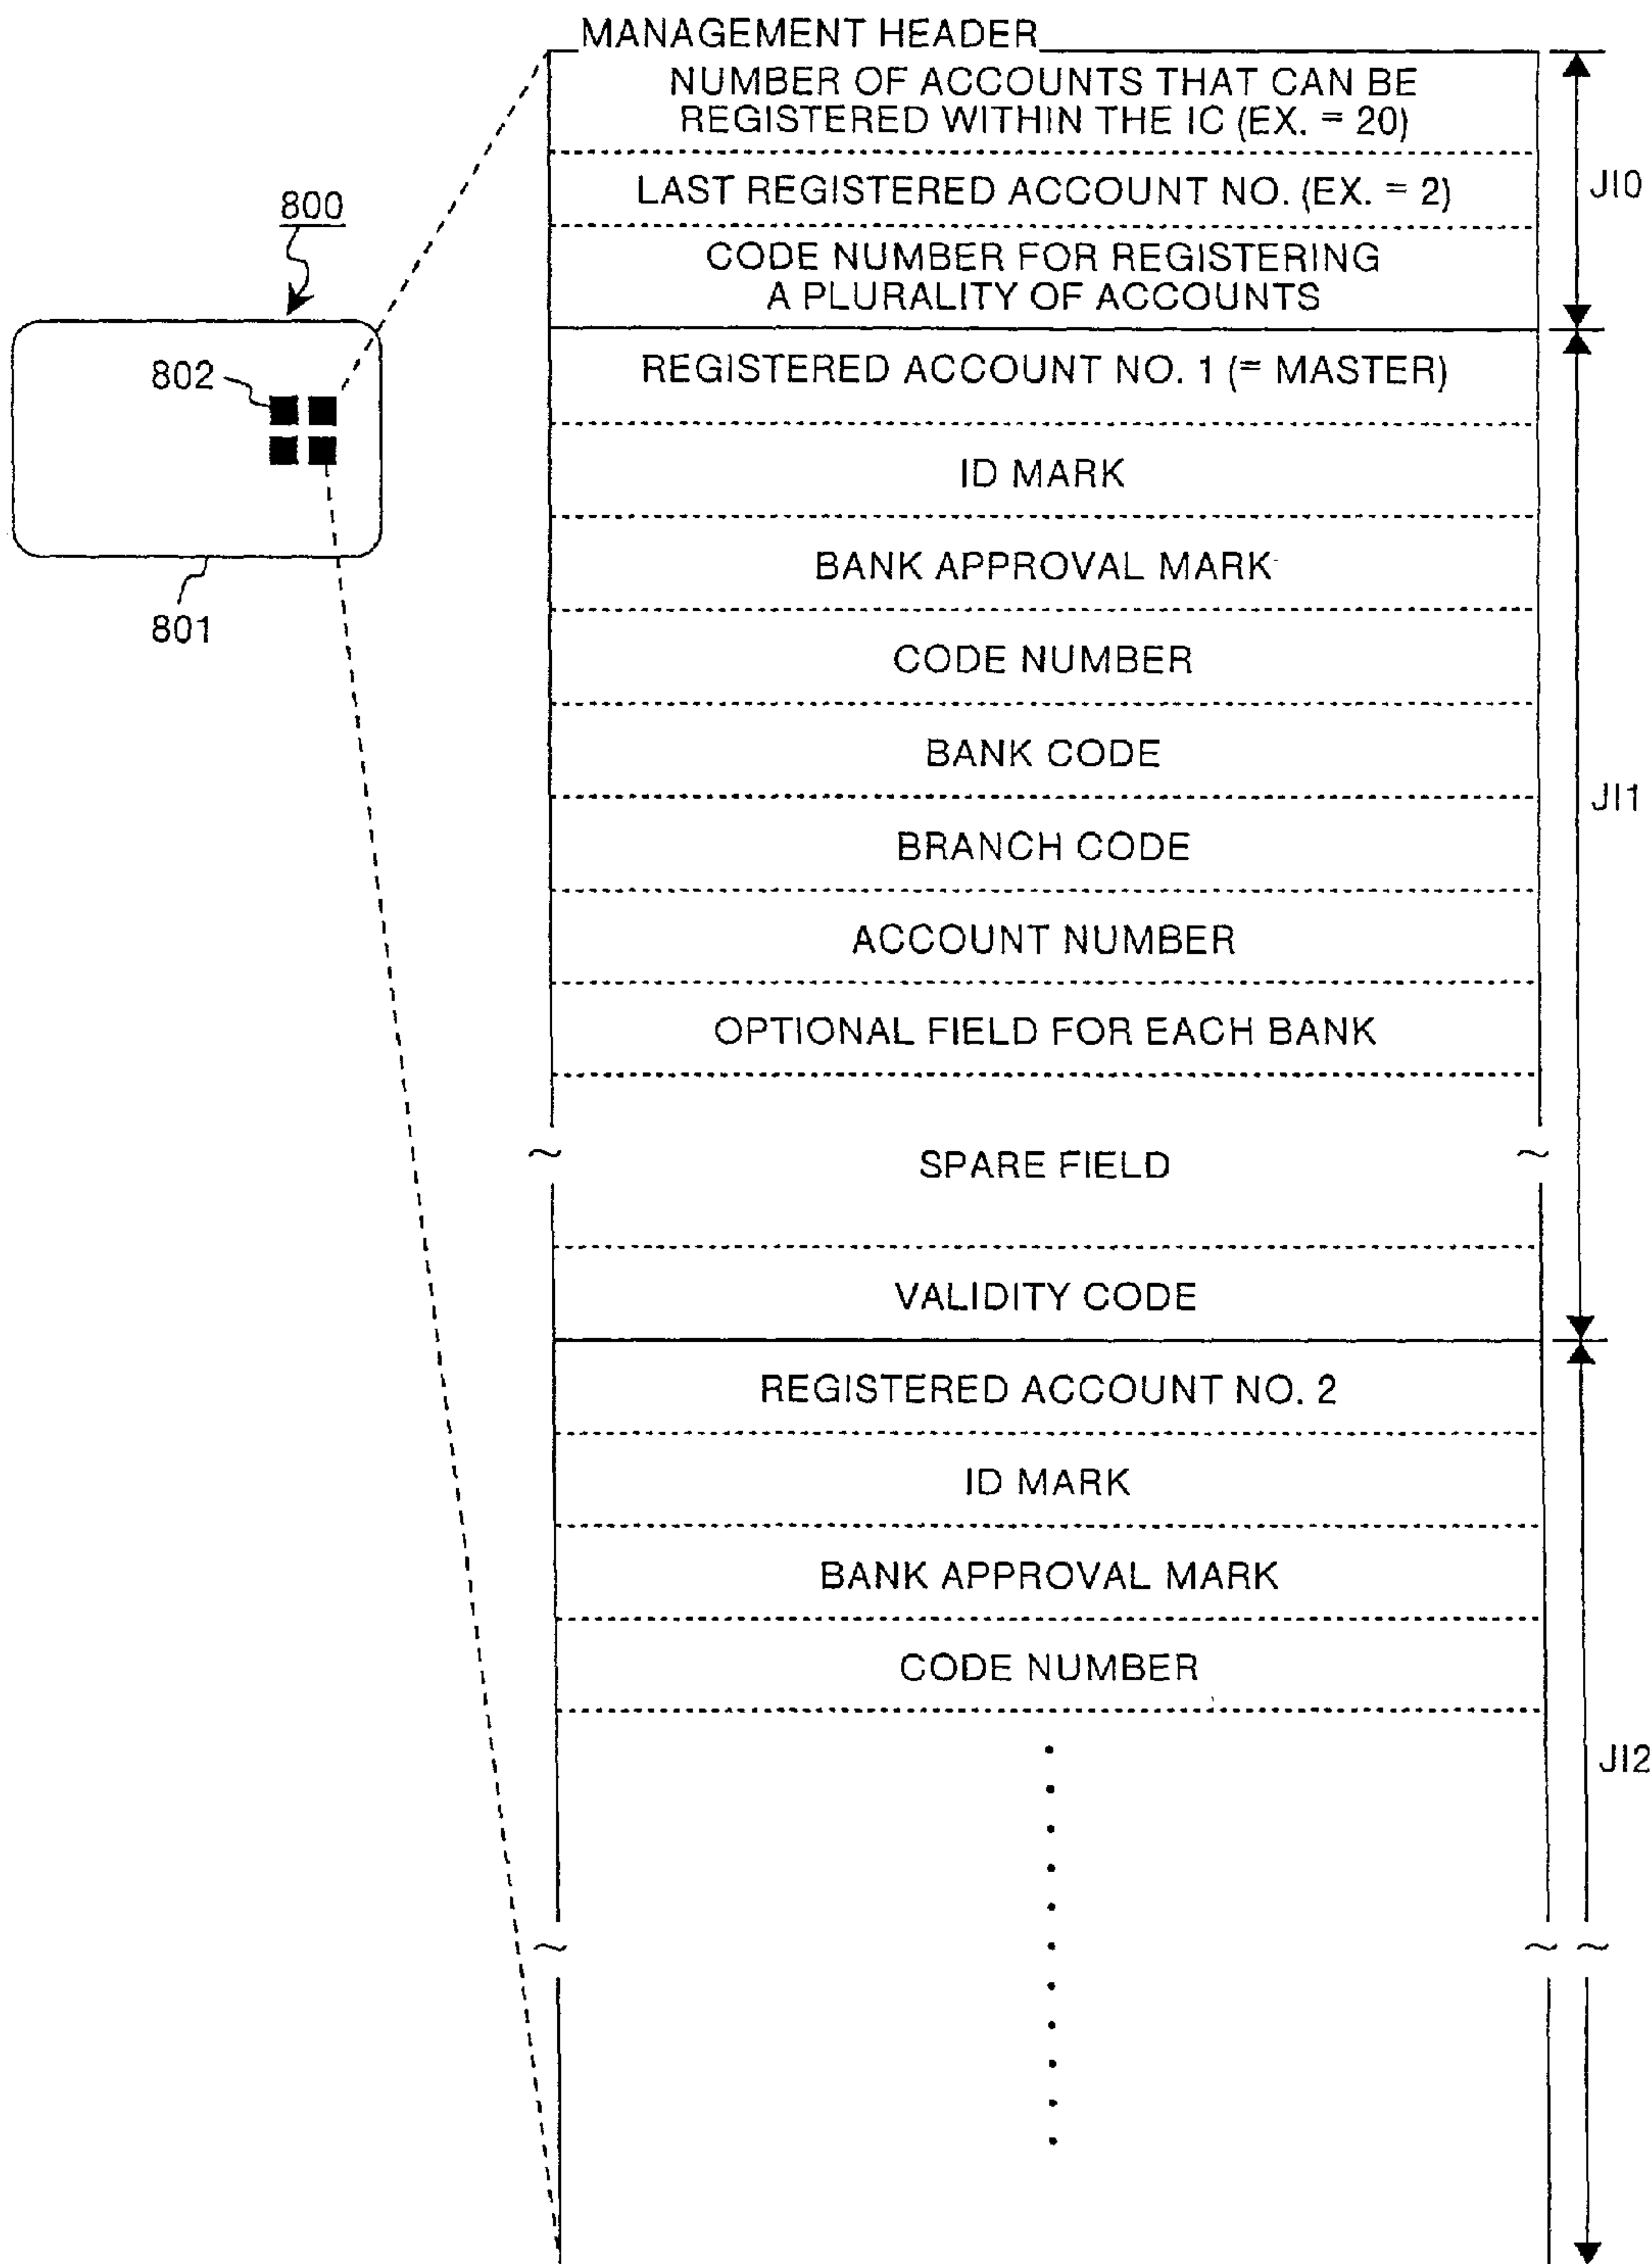 MANAGEMENT HEADER
NUMBER OF ACCOUNTS THAT CAN BE
REGISTERED WITHIN THE IC (EX. = 20)
LAST REGISTERED ACCOUNT NO. (EX. = 2)
CODE NUMBER FOR REGISTERING
A PLURALITY OF ACCOUNTS
JI0
800
802
801
REGISTERED ACCOUNT NO. 1 (= MASTER)
ID MARK
BANK APPROVAL MARK
CODE NUMBER
BANK CODE
BRANCH CODE
ACCOUNT NUMBER
OPTIONAL FIELD FOR EACH BANK
SPARE FIELD
VALIDITY CODE
JI1
REGISTERED ACCOUNT NO. 2
ID MARK
BANK APPROVAL MARK
CODE NUMBER
JI2